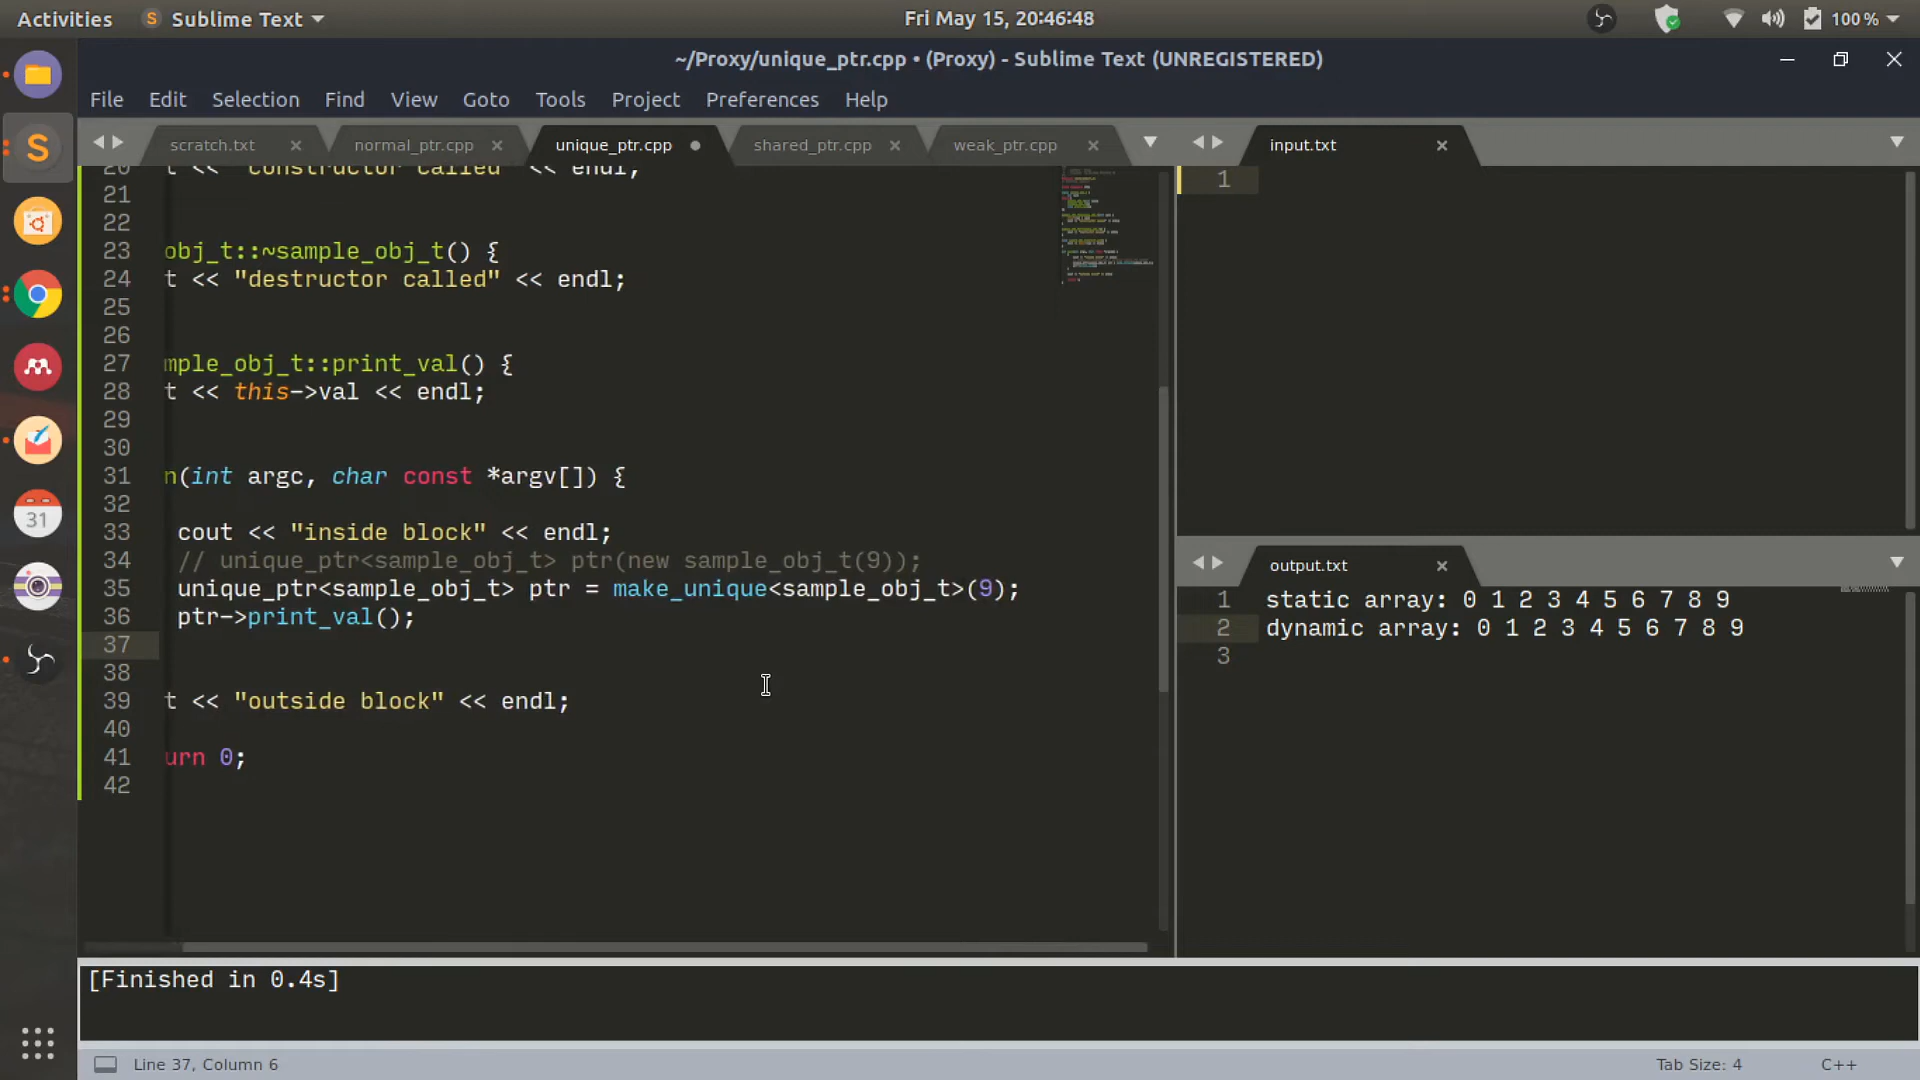 Activities
Sublime Text
Fri May 15, 20:46:48
100 %
~/Proxy/unique_ptr.cpp • (Proxy) - Sublime Text (UNREGISTERED)
File Edit Selection Find View Goto Tools Project Preferences Help
scratch.txt
normal_ptr.cpp
unique_ptr.cpp
shared_ptr.cpp
weak_ptr.cpp
20 t << "constructor called" << endl;
21
22
23 obj_t::~sample_obj_t() {
24 t << "destructor called" << endl;
25
26
27 mple_obj_t::print_val() {
28 t << this->val << endl;
29
30
31 n(int argc, char const *argv[]) {
32
33 cout << "inside block" << endl;
34 // unique_ptr<sample_obj_t> ptr(new sample_obj_t(9));
35 unique_ptr<sample_obj_t> ptr = make_unique<sample_obj_t>(9);
36 ptr->print_val();
37
38
39 t << "outside block" << endl;
40
41 urn 0;
42
input.txt
1
output.txt
1 static array: 0 1 2 3 4 5 6 7 8 9
2 dynamic array: 0 1 2 3 4 5 6 7 8 9
3
[Finished in 0.4s]
Line 37, Column 6
Tab Size: 4
C++
31